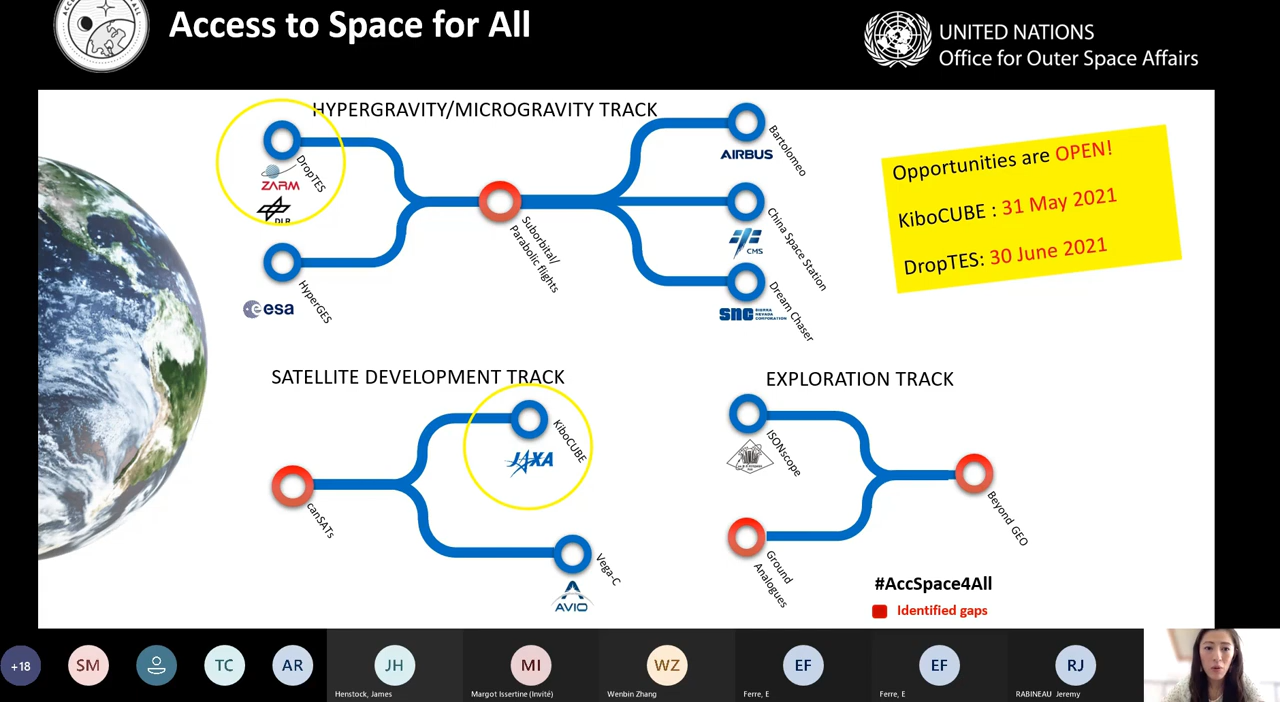 Access to Space for All
UNITED NATIONS
Office for Outer Space Affairs
HYPERGRAVITY/MICROGRAVITY TRACK
DropTES
ZARM
DLR
HyperGES
esa
Suborbital/
Parabolic flights
Bartolomeo
AIRBUS
China Space Station
CMS
Dream Chaser
SNC SIERRA
NEVADA
CORPORATION
Opportunities are OPEN!
KiboCUBE : 31 May 2021
DropTES: 30 June 2021
SATELLITE DEVELOPMENT TRACK
canSATs
KiboCUBE
JAXA
Vega-C
AVIO
EXPLORATION TRACK
ISONscope
Ground
Analogues
Beyond GEO
#AccSpace4All
Identified gaps
+18
SM
TC
AR
JH
Henstock, James
MI
Margot Issertine (Invité)
WZ
Wenbin Zhang
EF
Ferre, E
EF
Ferre, E
RJ
RABINEAU Jeremy